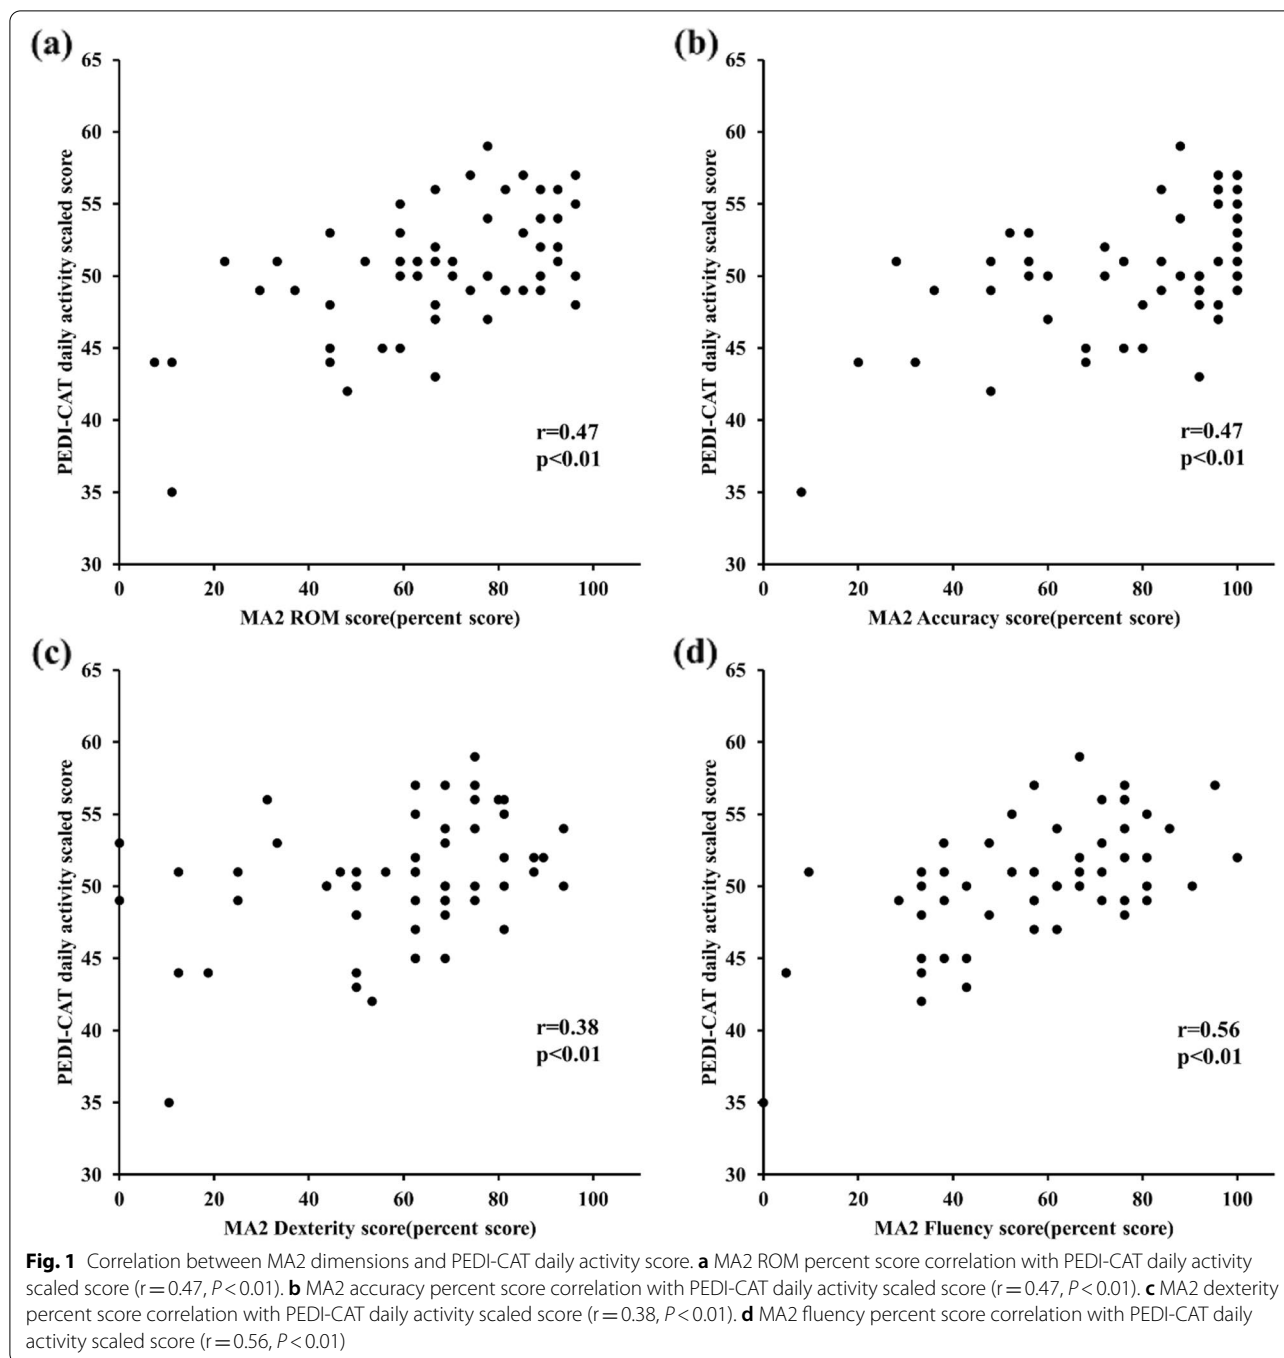 (a)
65
60
55
50
45
40
35
30
PEDI-CAT daily activity scaled score
r=0.47
p<0.01
0 20 40 60 80 100
MA2 ROM score(percent score)
(b)
65
60
55
50
45
40
35
30
PEDI-CAT daily activity scaled score
r=0.47
p<0.01
0 20 40 60 80 100
MA2 Accuracy score(percent score)
(c)
65
60
55
50
45
40
35
30
PEDI-CAT daily activity scaled score
r=0.38
p<0.01
0 20 40 60 80 100
MA2 Dexterity score(percent score)
(d)
65
60
55
50
45
40
35
30
PEDI-CAT daily activity scaled score
r=0.56
p<0.01
0 20 40 60 80 100
MA2 Fluency score(percent score)
Fig. 1 Correlation between MA2 dimensions and PEDI-CAT daily activity score. a MA2 ROM percent score correlation with PEDI-CAT daily activity
scaled score (r = 0.47, P < 0.01). b MA2 accuracy percent score correlation with PEDI-CAT daily activity scaled score (r = 0.47, P < 0.01). c MA2 dexterity
percent score correlation with PEDI-CAT daily activity scaled score (r = 0.38, P < 0.01). d MA2 fluency percent score correlation with PEDI-CAT daily
activity scaled score (r = 0.56, P < 0.01)